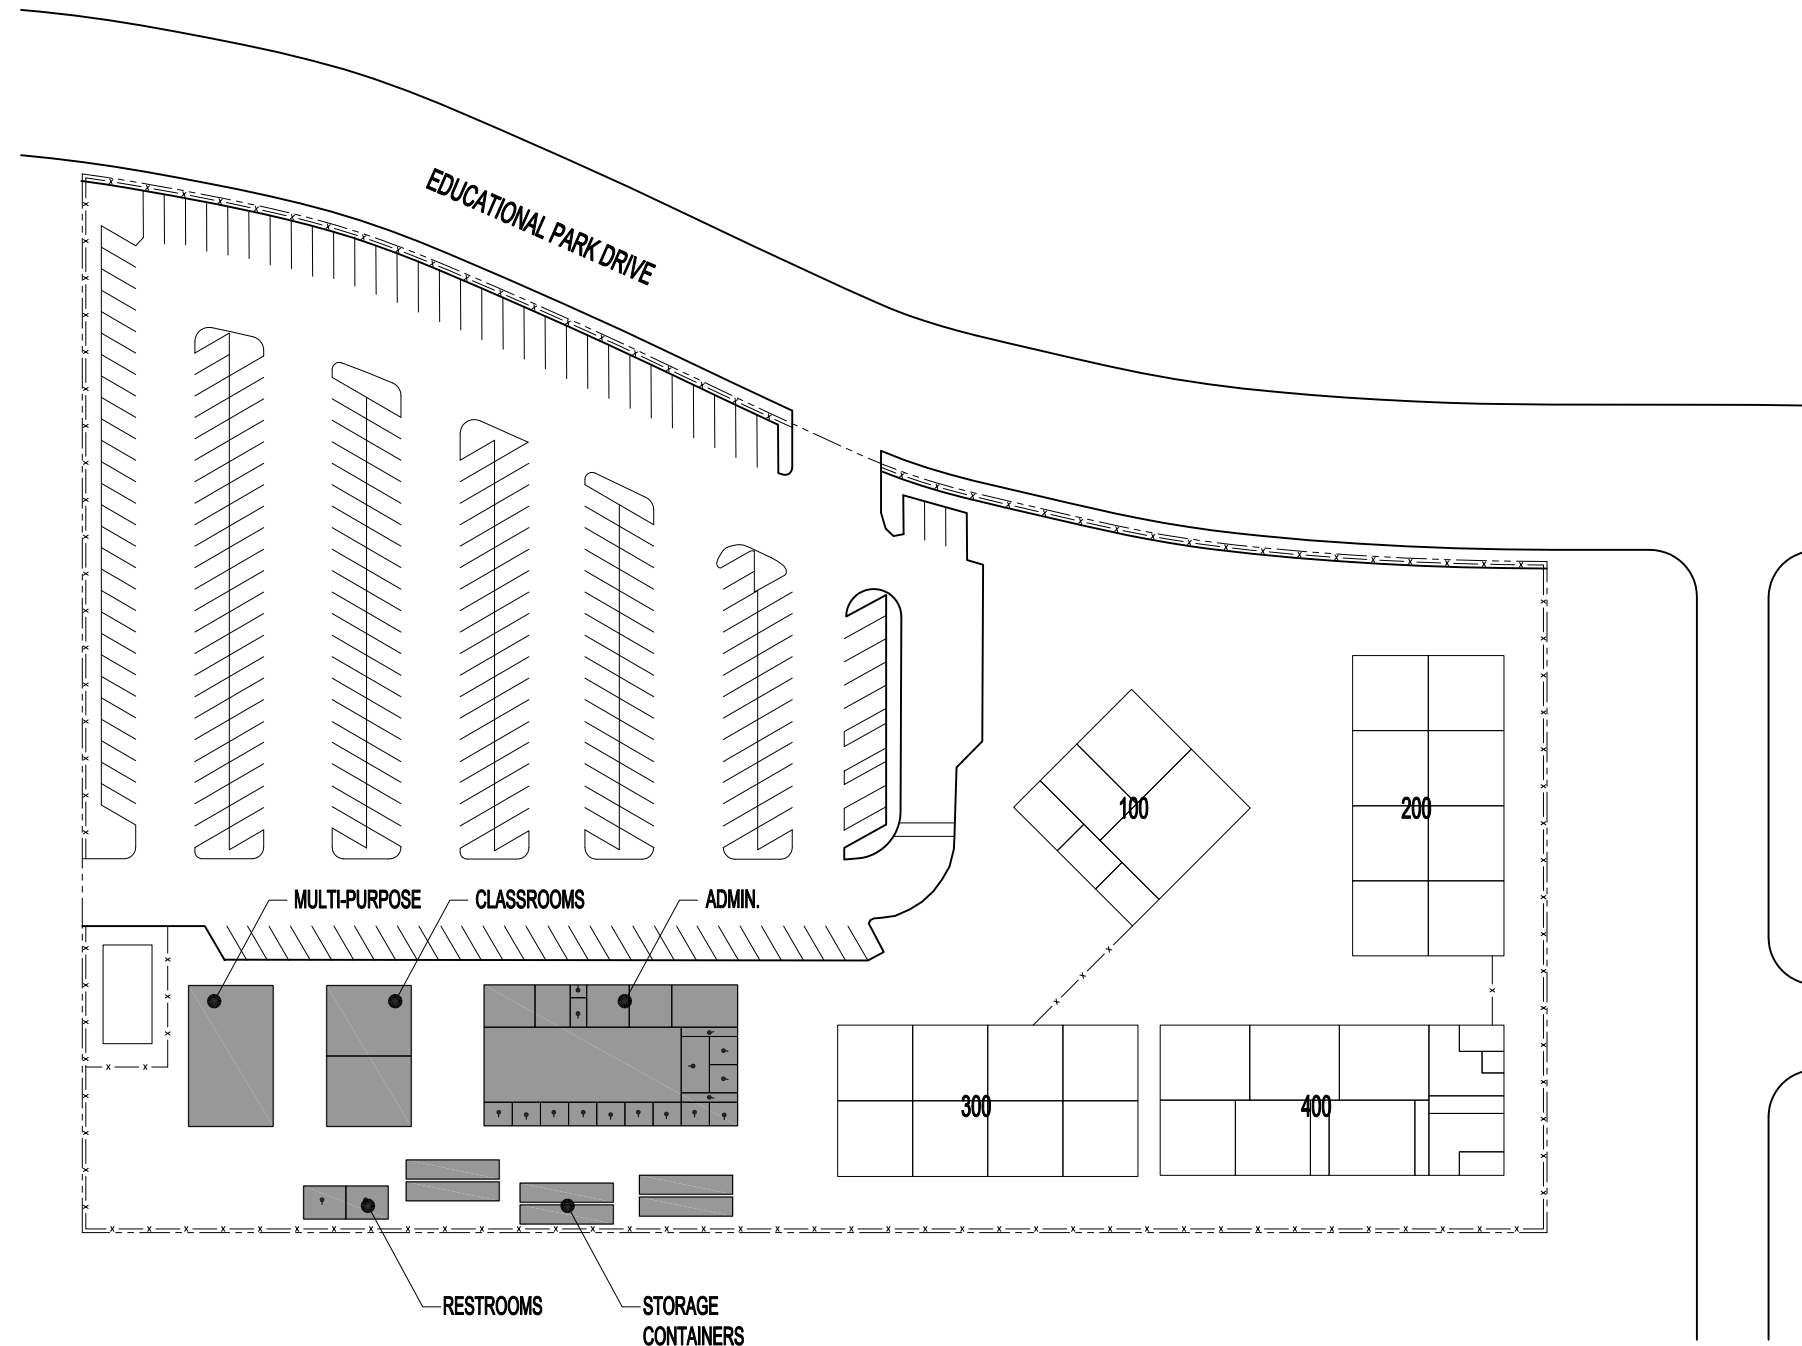 EDUCATIONAL PARK DRIVE
100
200
MULTI-PURPOSE
CLASSROOMS
ADMIN.
300
400
RESTROOMS
STORAGE
CONTAINERS